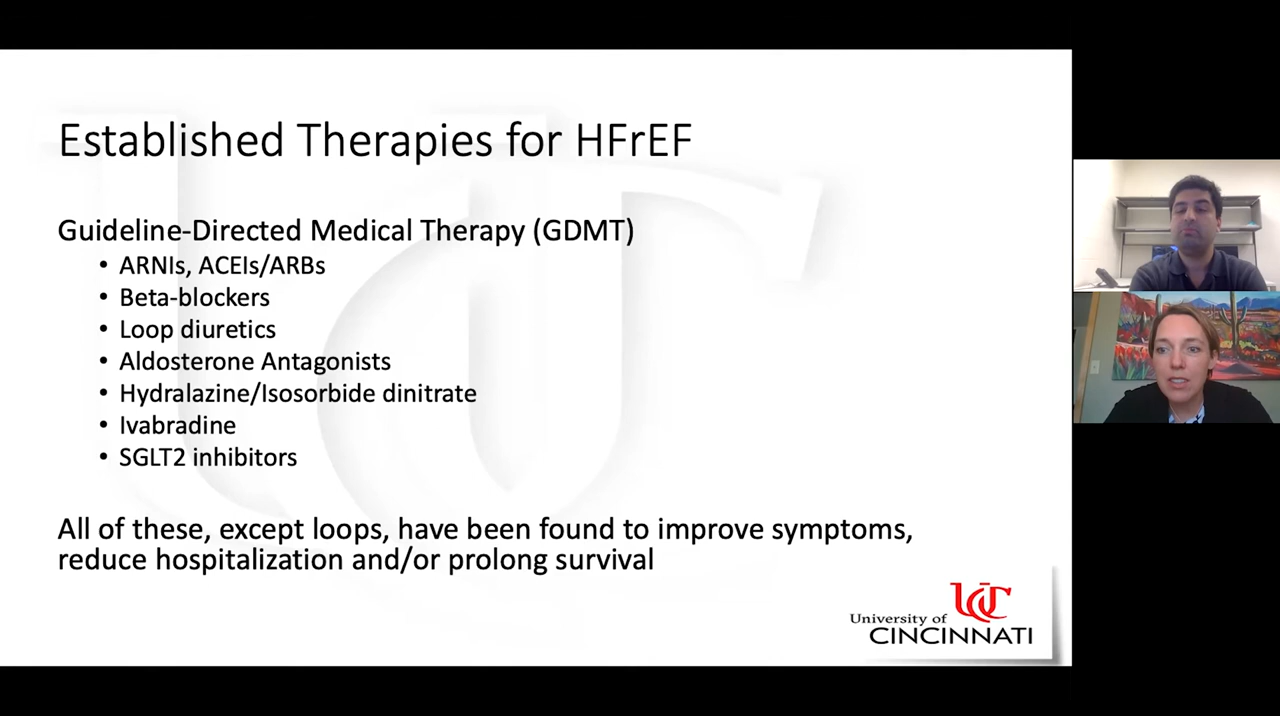 Established Therapies for HFrEF
Guideline-Directed Medical Therapy (GDMT)
• ARNIs, ACEIs/ARBs
• Beta-blockers
• Loop diuretics
• Aldosterone Antagonists
• Hydralazine/Isosorbide dinitrate
• Ivabradine
• SGLT2 inhibitors
All of these, except loops, have been found to improve symptoms,
reduce hospitalization and/or prolong survival
UC
University of
CINCINNATI